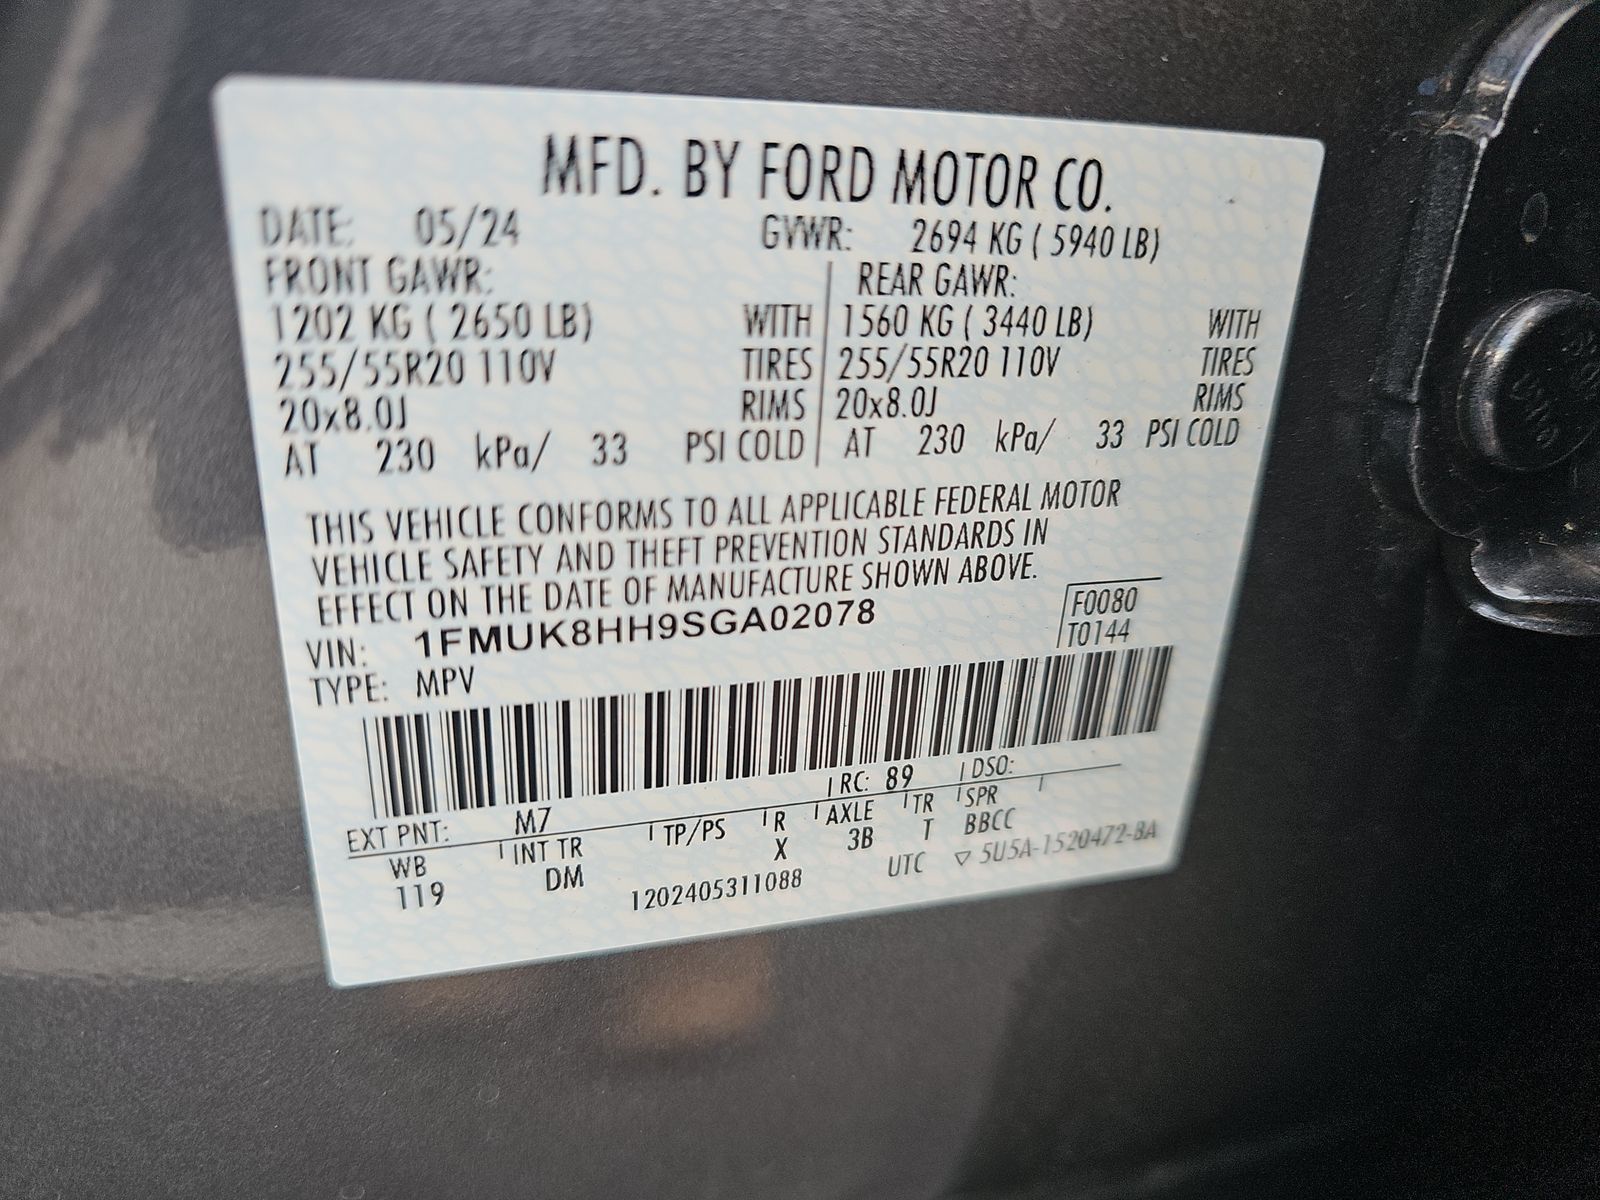 MFD. BY FORD MOTOR CO.
DATE: 05/24 GVWR: 2694 KG ( 5940 LB)
FRONT GAWR: REAR GAWR:
1202 KG ( 2650 LB) WITH 1560 KG ( 3440 LB) WITH
255/55R20 110V TIRES 255/55R20 110V TIRES
20x8.0J RIMS 20x8.0J RIMS
AT 230 kPa/ 33 PSI COLD AT 230 kPa/ 33 PSI COLD
THIS VEHICLE CONFORMS TO ALL APPLICABLE FEDERAL MOTOR
VEHICLE SAFETY AND THEFT PREVENTION STANDARDS IN
EFFECT ON THE DATE OF MANUFACTURE SHOWN ABOVE.
VIN: 1FMUK8HH9SGA02078 F0080
TYPE: MPV T0144
EXT PNT: M7 RC: 89 DSO:
WB INT TR TP/PS R AXLE TR SPR
119 DM X 3B T BBCC
1202405311088 UTC ▽ 5U5A-1520472-BA